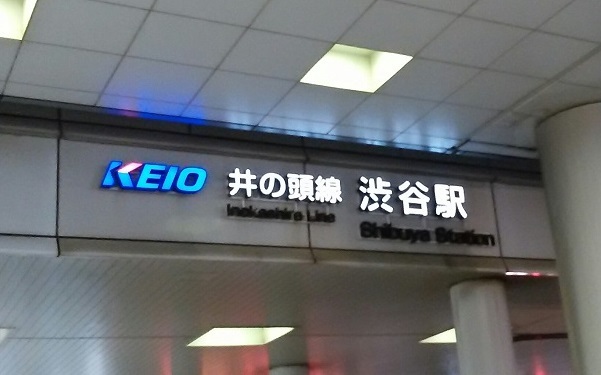 KEIO 井の頭線 渋谷駅
Inokashira Line Shibuya Station